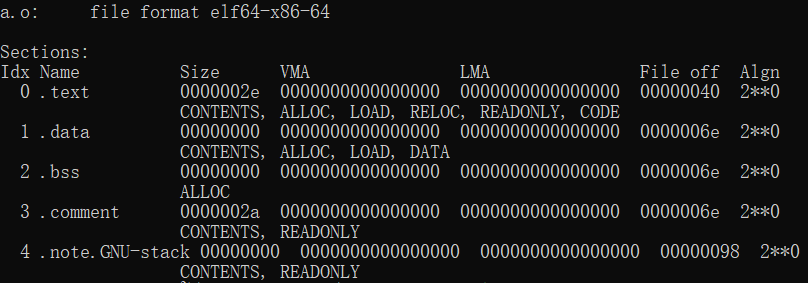 a.o:     file format elf64-x86-64
Sections:
Idx Name          Size      VMA               LMA               File off  Algn
  0 .text         0000002e  0000000000000000  0000000000000000  00000040  2**0
                  CONTENTS, ALLOC, LOAD, RELOC, READONLY, CODE
  1 .data         00000000  0000000000000000  0000000000000000  0000006e  2**0
                  CONTENTS, ALLOC, LOAD, DATA
  2 .bss          00000000  0000000000000000  0000000000000000  0000006e  2**0
                  ALLOC
  3 .comment      0000002a  0000000000000000  0000000000000000  0000006e  2**0
                  CONTENTS, READONLY
  4 .note.GNU-stack 00000000  0000000000000000  0000000000000000  00000098  2**0
                  CONTENTS, READONLY